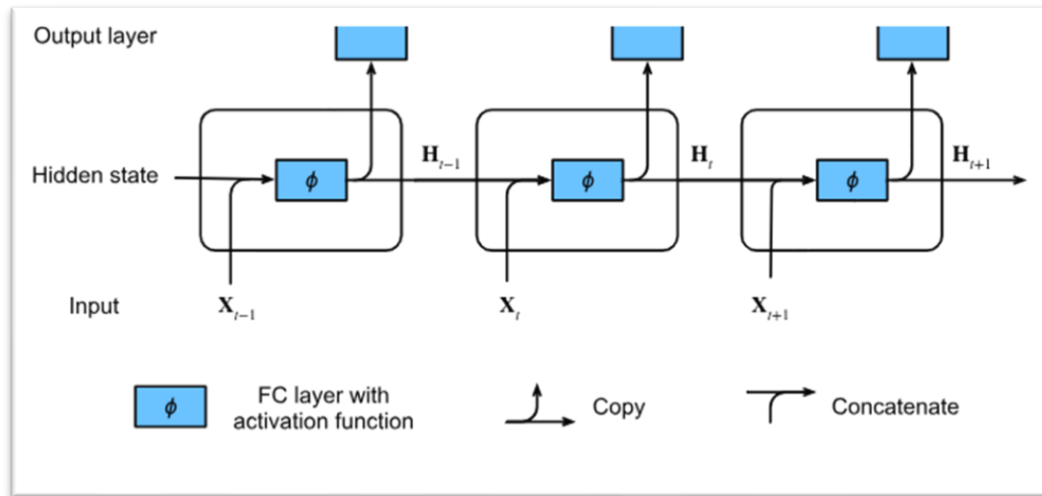 Output layer
Hidden state
ϕ
H_{t−1}
ϕ
H_t
ϕ
H_{t+1}
Input
X_{t−1}
X_t
X_{t+1}
ϕ
FC layer with
activation function
Copy
Concatenate